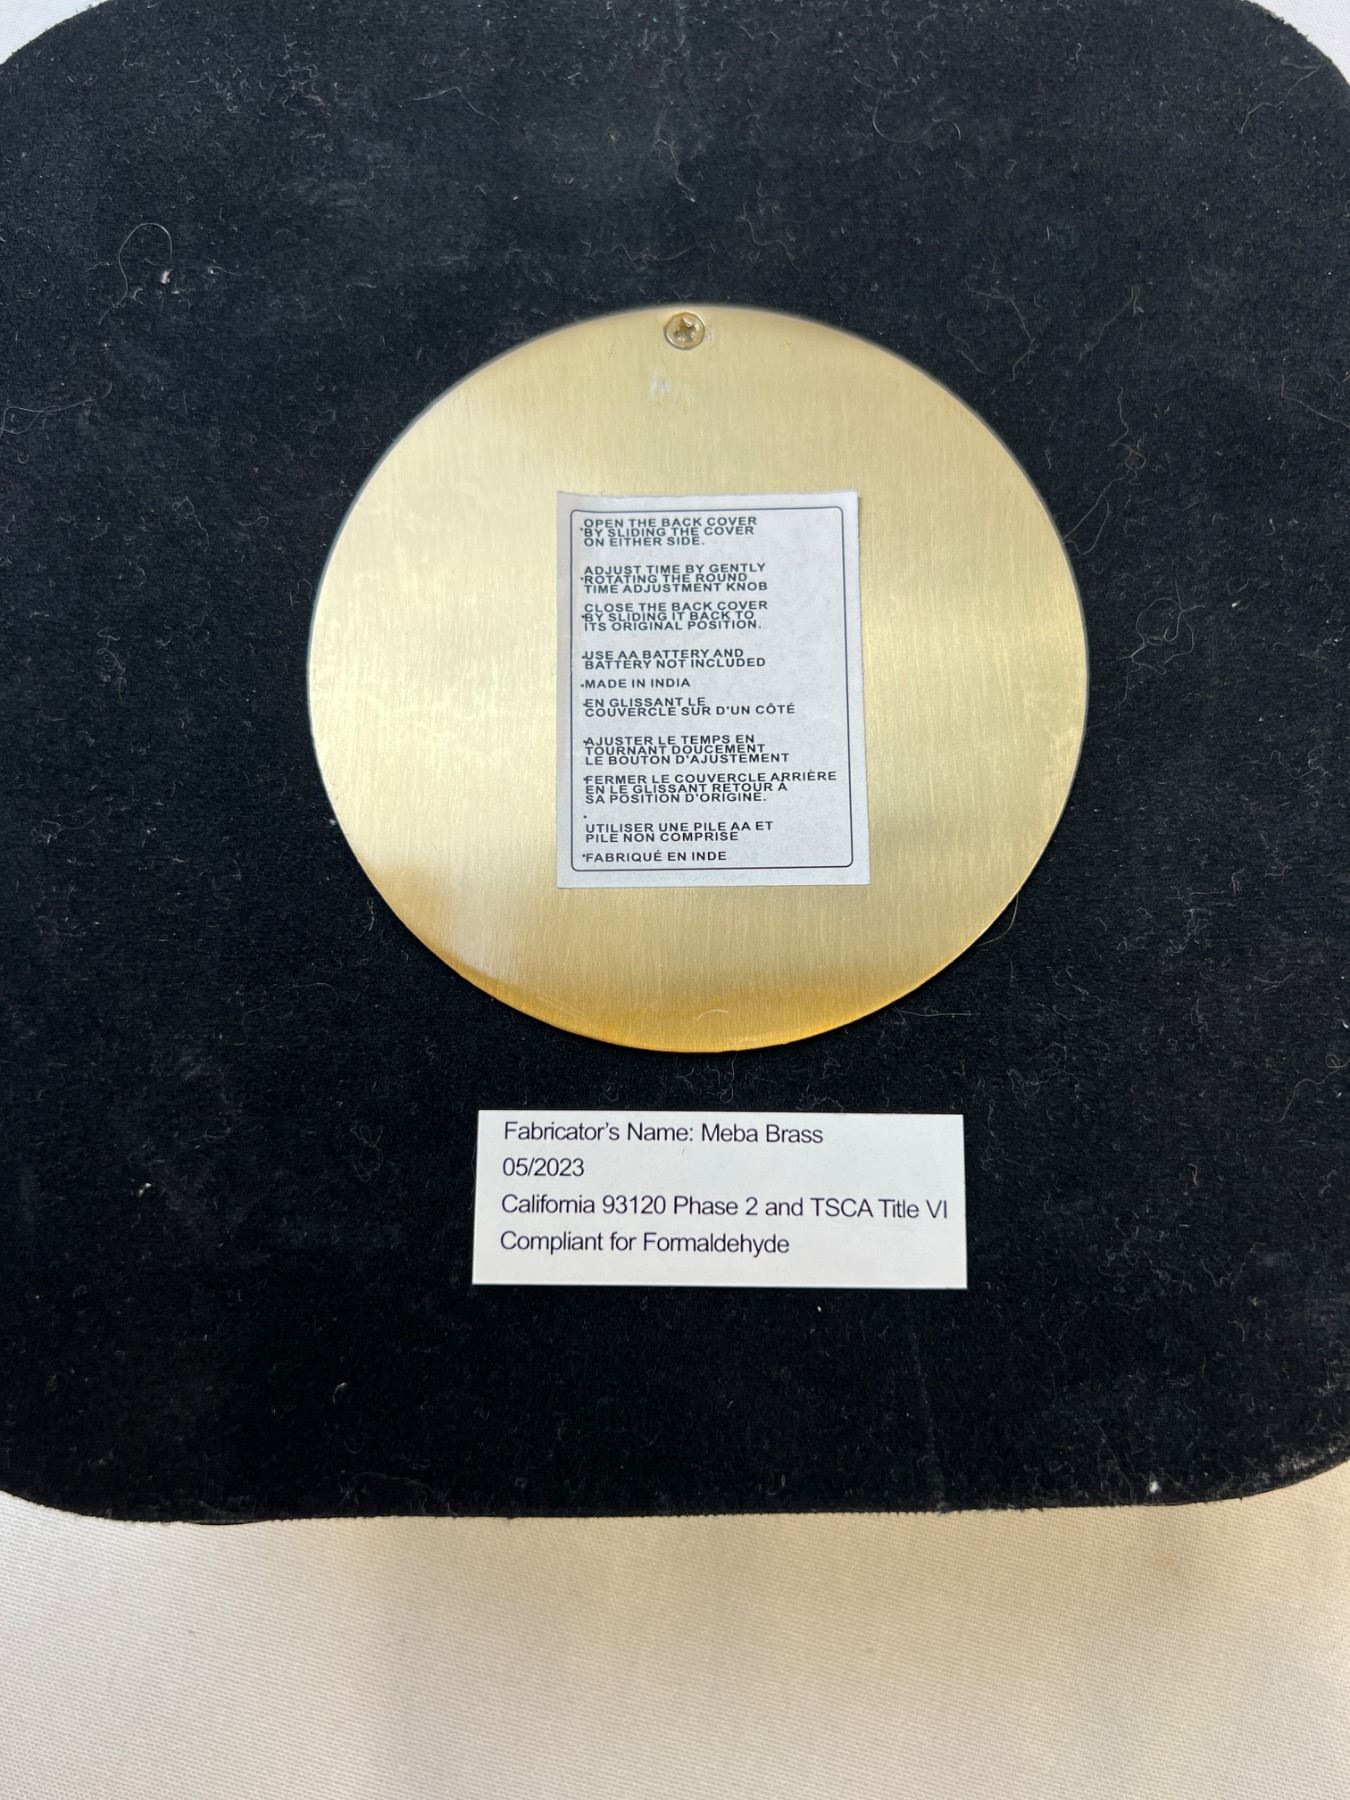 OPEN THE BACK COVER
•BY SLIDING THE COVER
ON EITHER SIDE.
ADJUST TIME BY GENTLY
•ROTATING THE ROUND
TIME ADJUSTMENT KNOB
CLOSE THE BACK COVER
•BY SLIDING IT BACK TO
ITS ORIGINAL POSITION.
•USE AA BATTERY AND
BATTERY NOT INCLUDED
•MADE IN INDIA
•EN GLISSANT LE
COUVERCLE SUR D'UN CÔTÉ
•AJUSTER LE TEMPS EN
TOURNANT DOUCEMENT
LE BOUTON D'AJUSTEMENT
•FERMER LE COUVERCLE ARRIÈRE
EN LE GLISSANT RETOUR À
SA POSITION D'ORIGINE.
•
UTILISER UNE PILE AA ET
PILE NON COMPRISE
•FABRIQUÉ EN INDE
Fabricator's Name: Meba Brass
05/2023
California 93120 Phase 2 and TSCA Title VI
Compliant for Formaldehyde